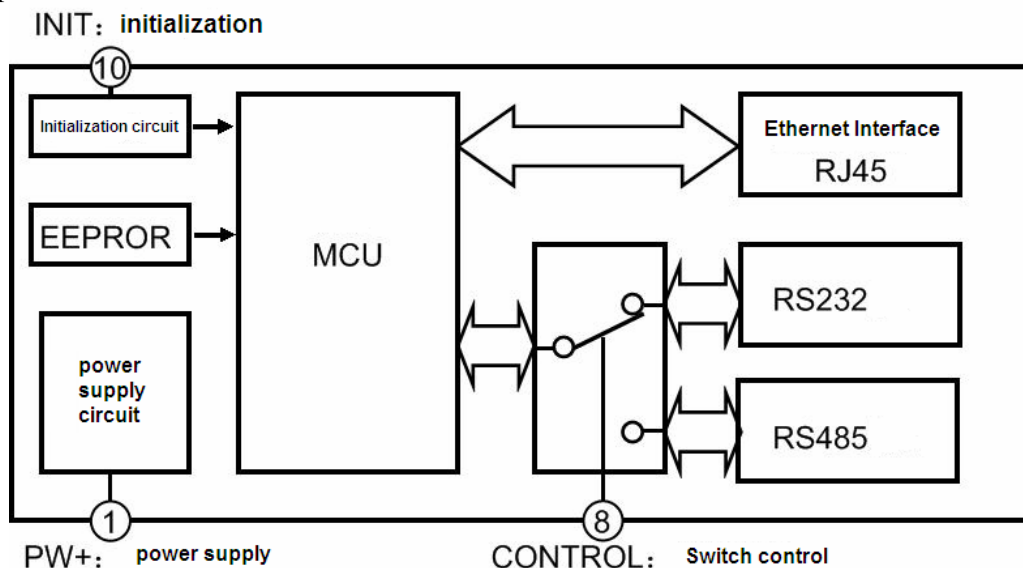 INIT: initialization
10
Initialization circuit
Ethernet Interface
RJ45
EEPROR
MCU
RS232
power
supply
circuit
RS485
1
8
PW+: power supply
CONTROL: Switch control